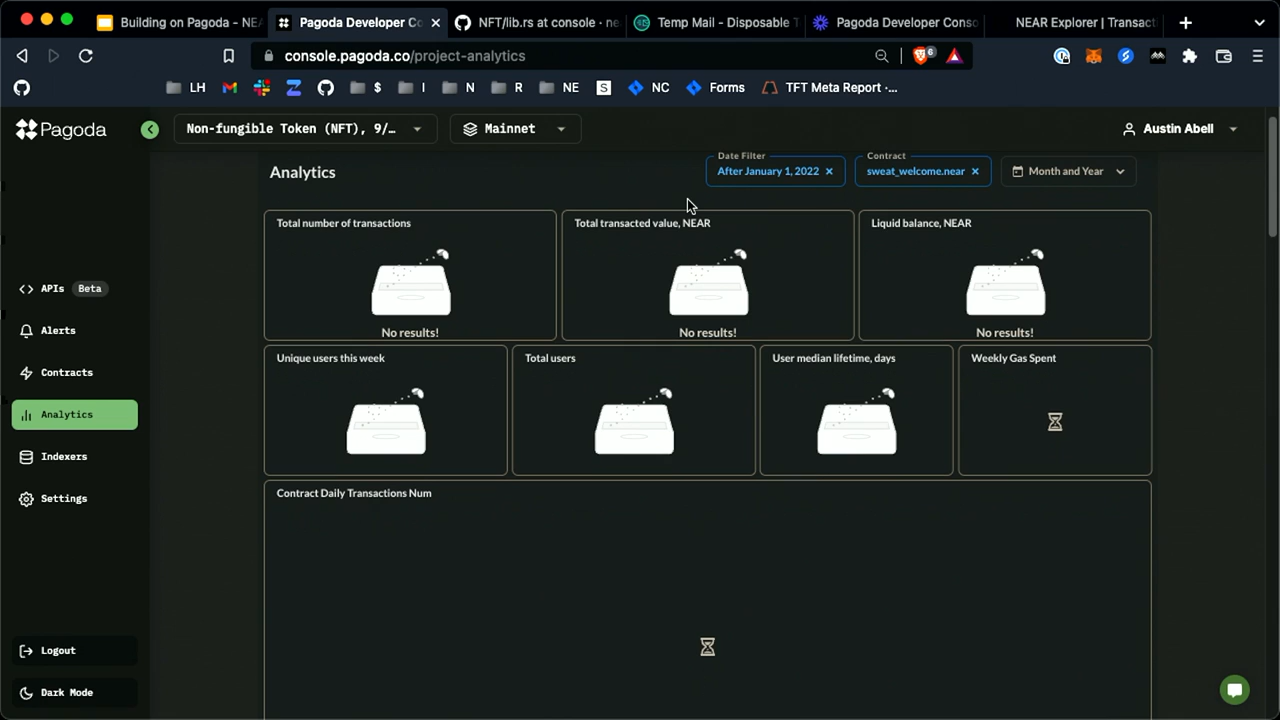 Building on Pagoda - NEA
Pagoda Developer Co
NFT/lib.rs at console · ne
Temp Mail - Disposable T
Pagoda Developer Conso
NEAR Explorer | Transacti
console.pagoda.co/project-analytics
6
LH
$
I
N
R
NE
S
NC
Forms
TFT Meta Report -...
Pagoda
Non-fungible Token (NFT), 9/…
Mainnet
Austin Abell
Analytics
Date Filter
After January 1, 2022
Contract
sweat_welcome.near
Month and Year
Total number of transactions
No results!
Total transacted value, NEAR
No results!
Liquid balance, NEAR
No results!
Unique users this week
Total users
User median lifetime, days
Weekly Gas Spent
Contract Daily Transactions Num
APIs Beta
Alerts
Contracts
Analytics
Indexers
Settings
Logout
Dark Mode